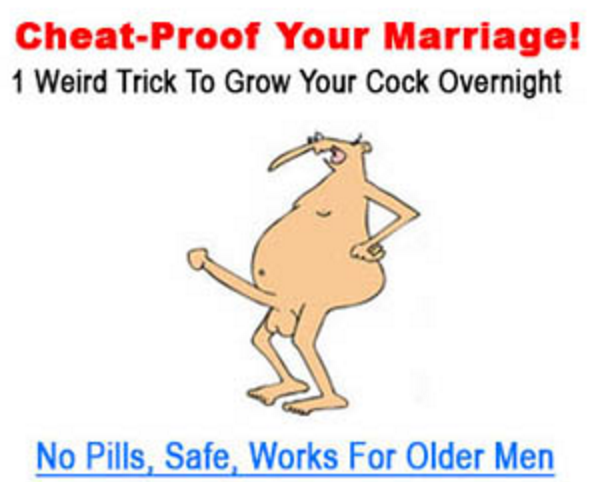 Cheat-Proof Your Marriage!
1 Weird Trick To Grow Your Cock Overnight
No Pills, Safe, Works For Older Men